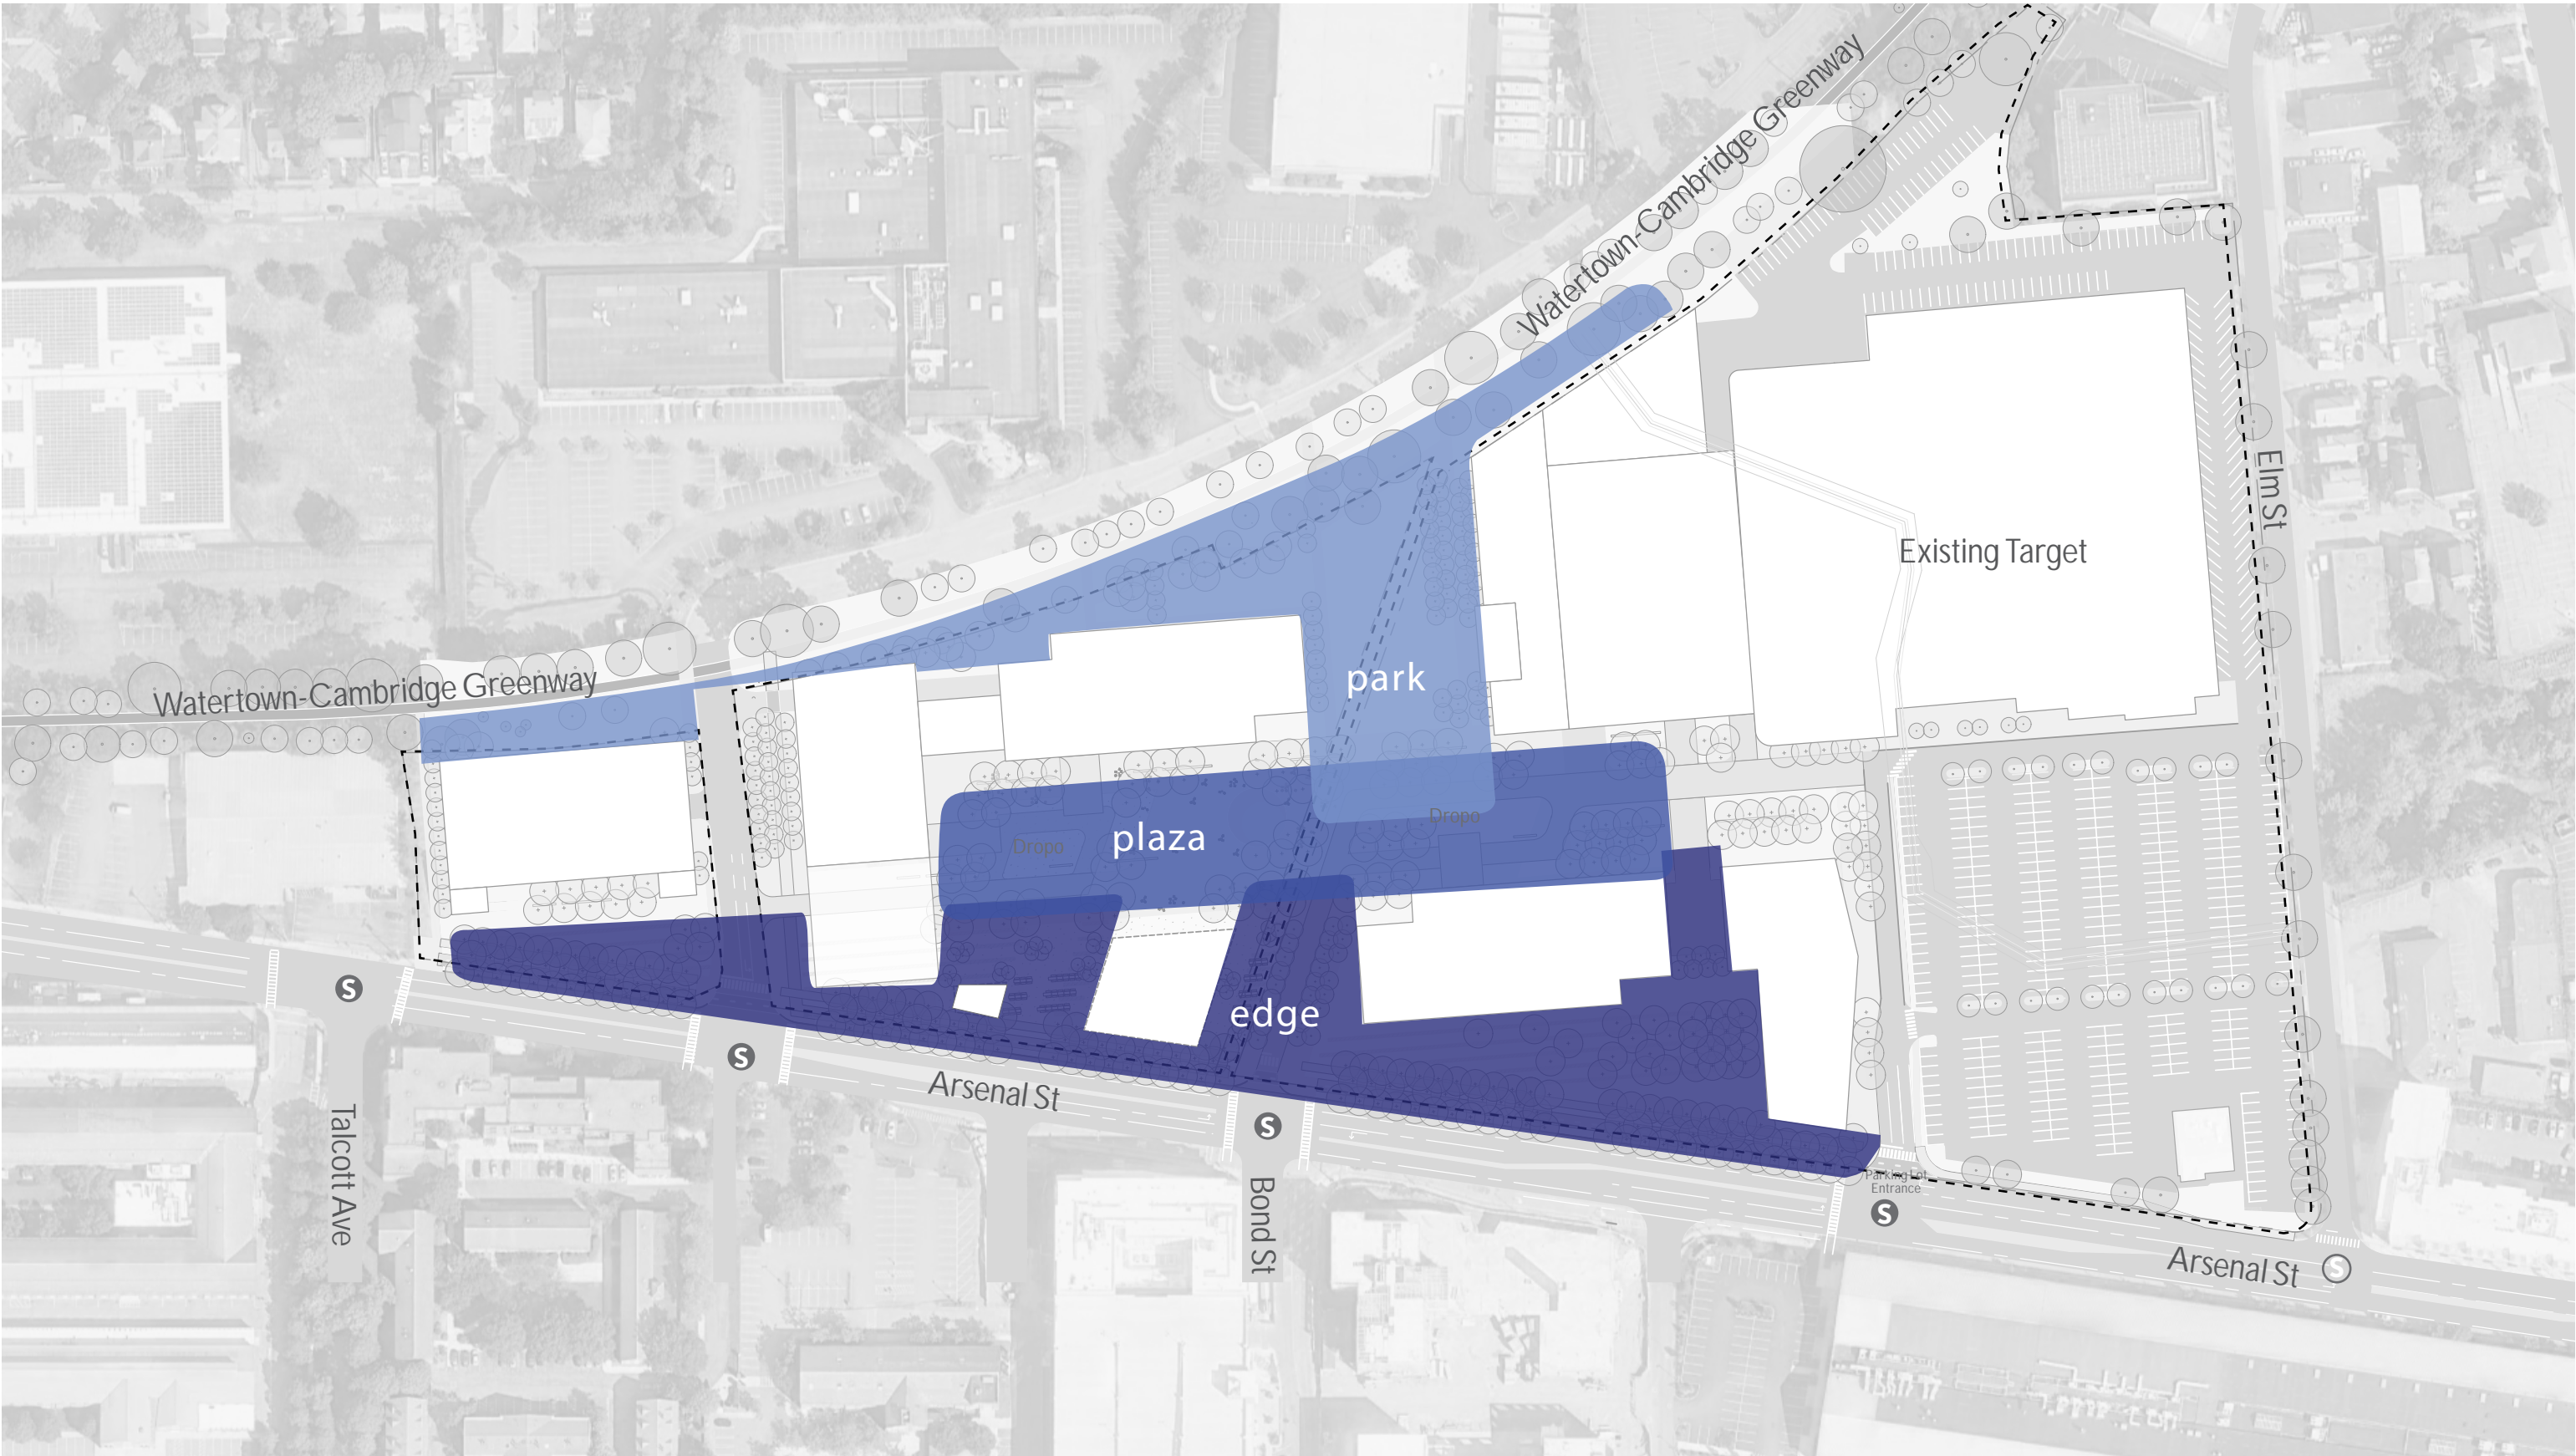 Watertown-Cambridge Greenway
Elm St
Existing Target
park
Watertown-Cambridge Greenway
Dropo
plaza
Dropo
edge
S
S
Arsenal St
S
Talcott Ave
Bond St
Parking Lot
Entrance
S
Arsenal St
S